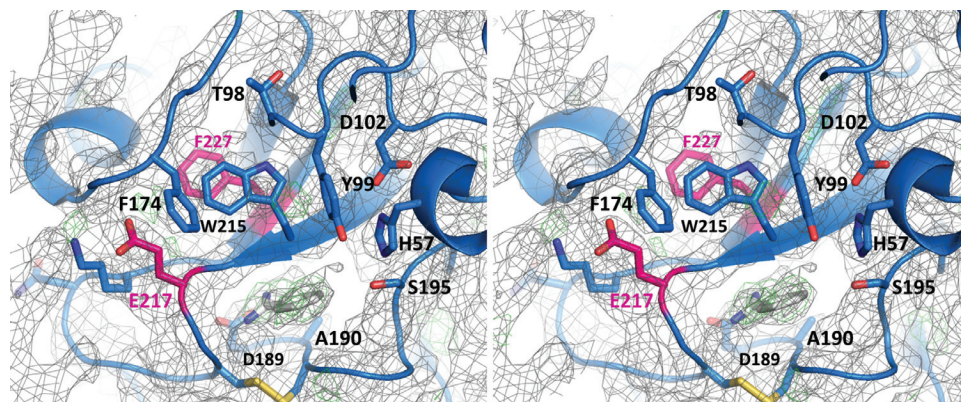 T98
D102
F227
Y99
F174
W215
H57
E217
S195
A190
D189
T98
D102
F227
Y99
F174
W215
H57
E217
S195
A190
D189